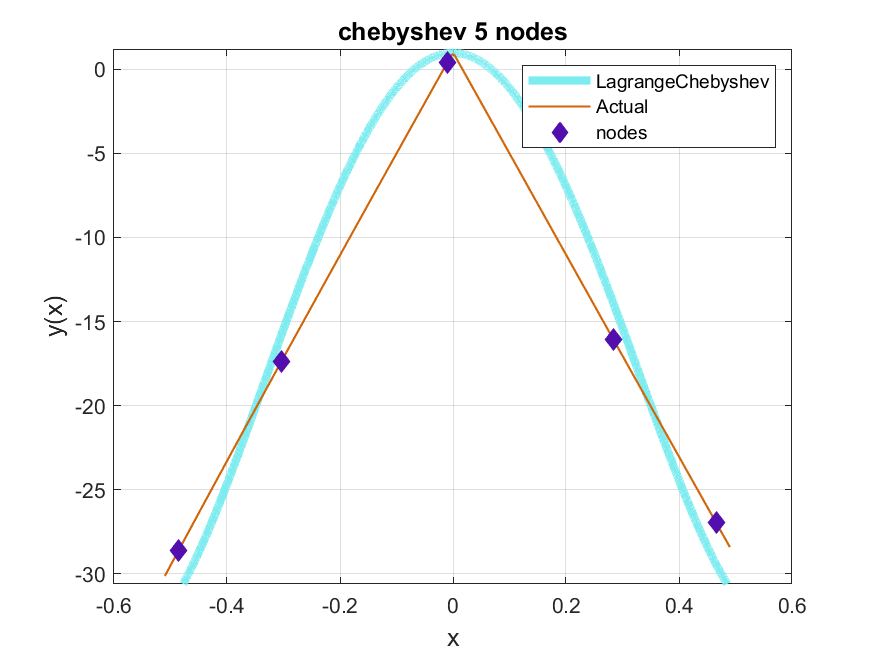 chebyshev 5 nodes
LagrangeChebyshev
Actual
nodes
0
-5
-10
-15
-20
-25
-30
y(x)
-0.6 -0.4 -0.2 0 0.2 0.4 0.6
x